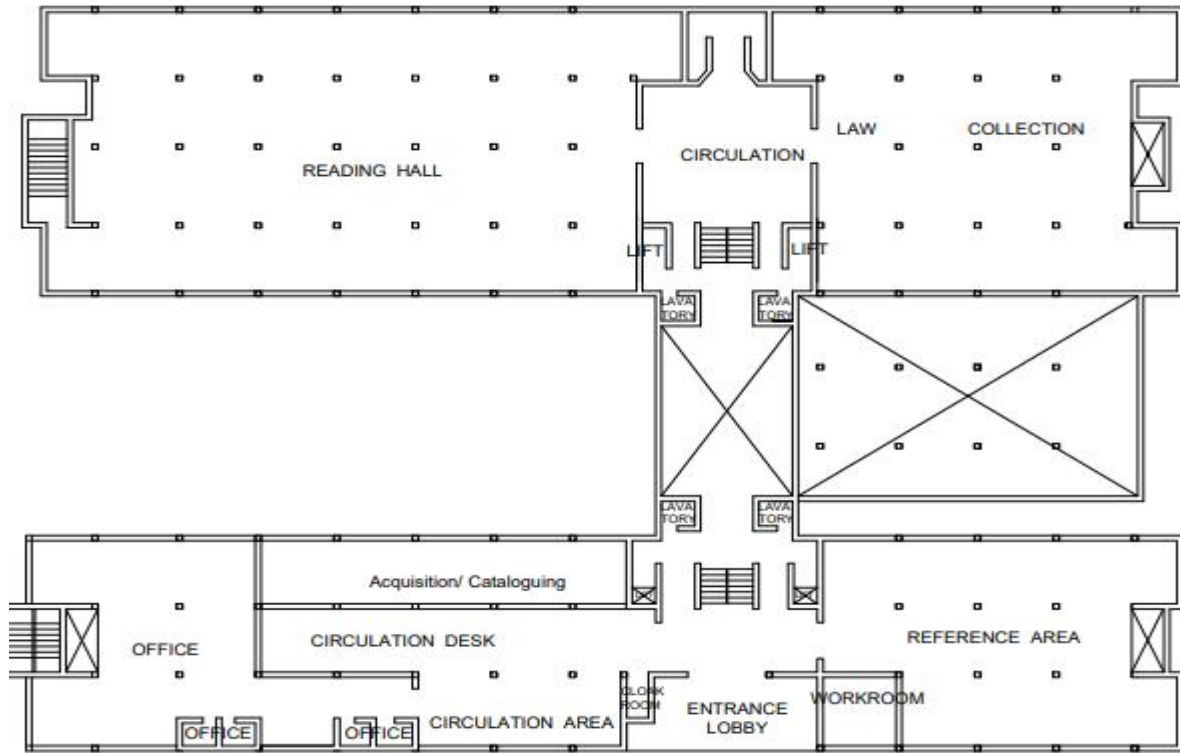 LAW COLLECTION
CIRCULATION
READING HALL
LIFT
LIFT
LAVA
TORY
LAVA
TORY
LAVA
TORY
LAVA
TORY
Acquisition/ Cataloguing
CIRCULATION DESK
REFERENCE AREA
OFFICE
CLOAK
ROOM
WORKROOM
ENTRANCE
LOBBY
CIRCULATION AREA
OFFICE
OFFICE